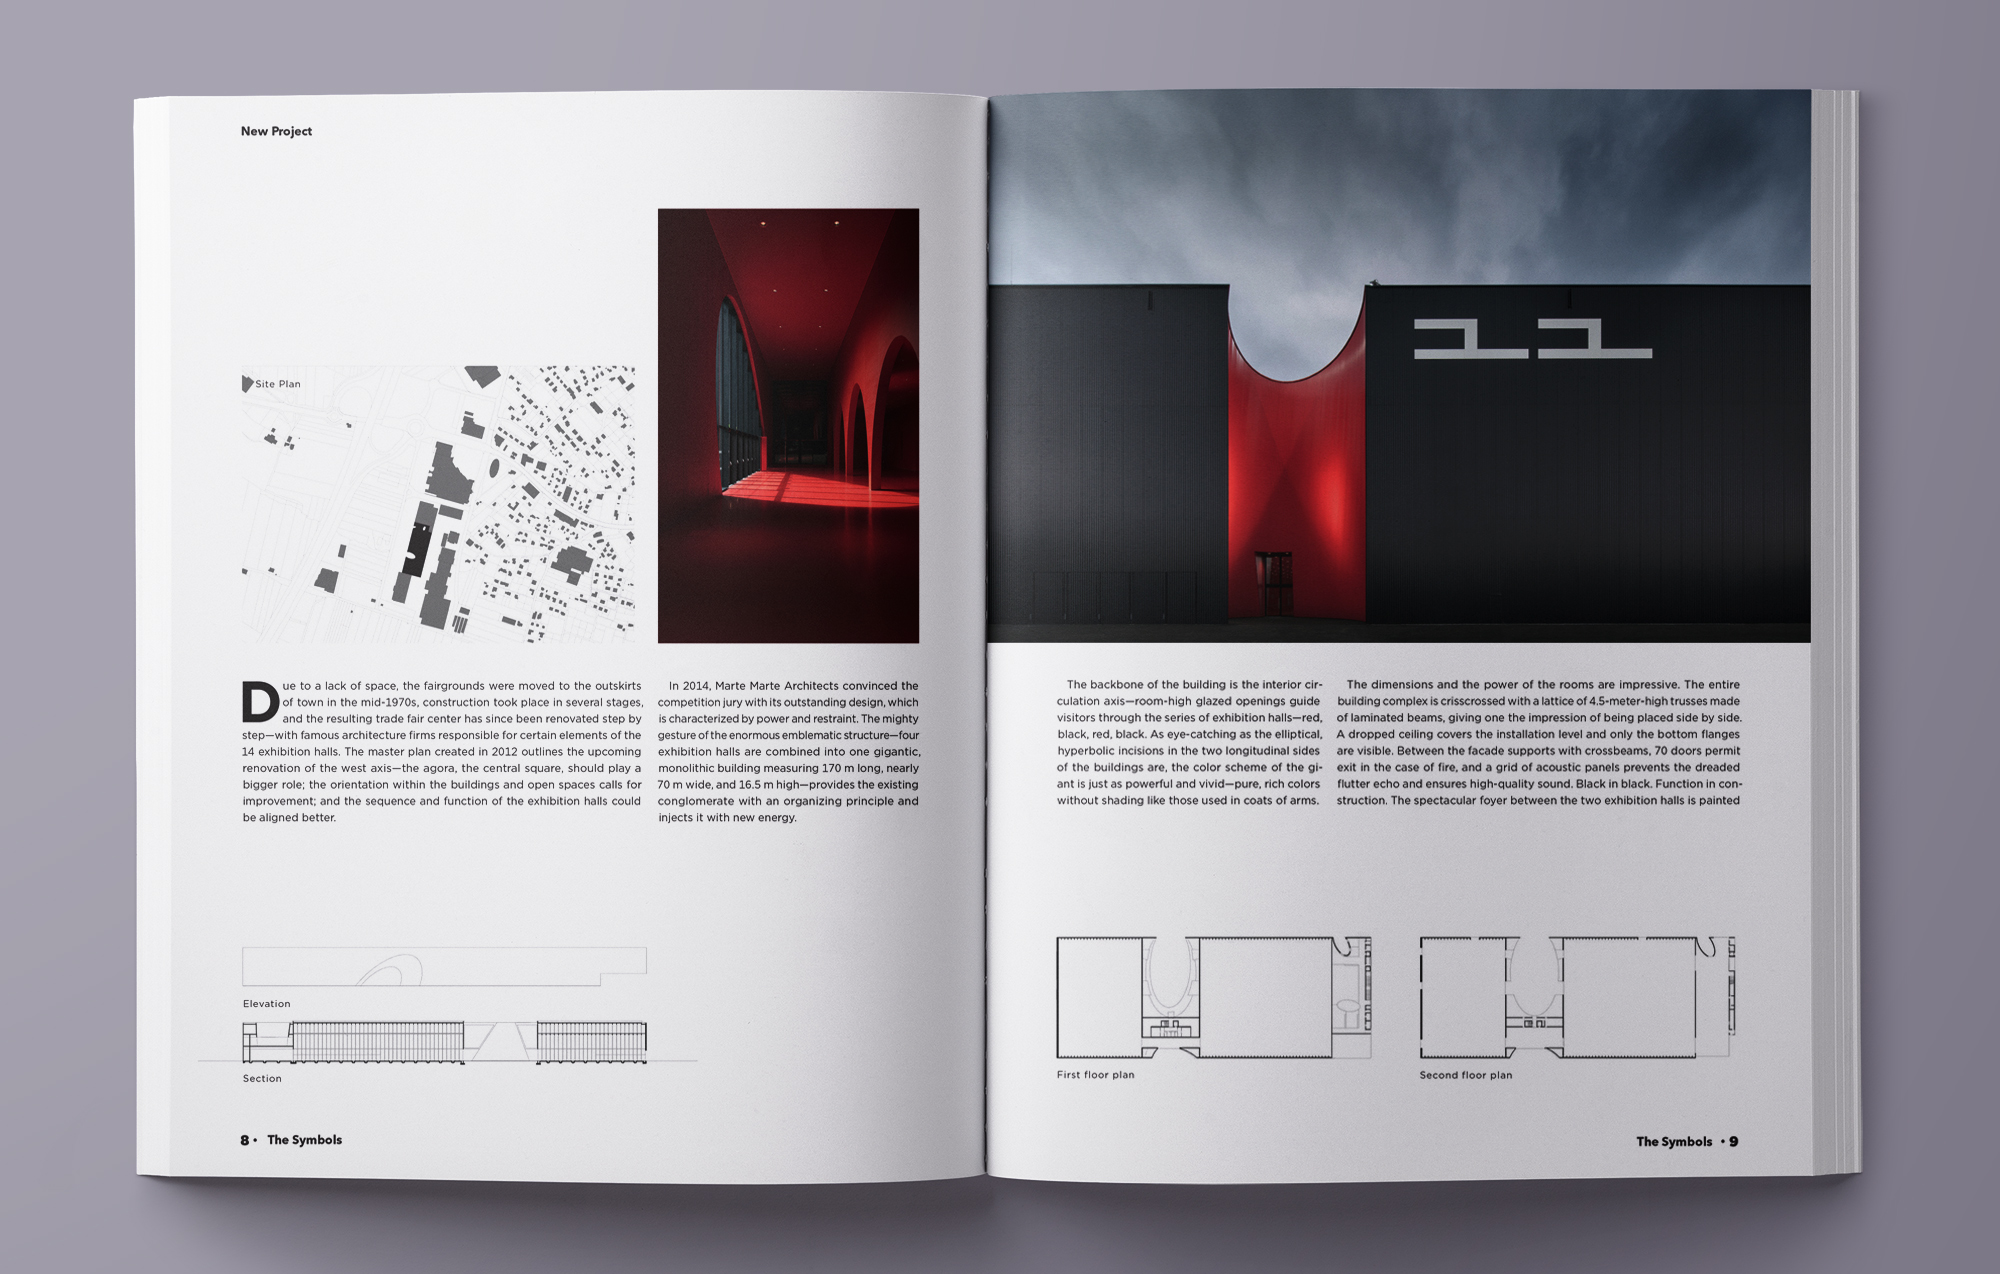 New Project
Site Plan
Due to a lack of space, the fairgrounds were moved to the outskirts
of town in the mid-1970s, construction took place in several stages,
and the resulting trade fair center has since been renovated step by
step—with famous architecture firms responsible for certain elements of the
14 exhibition halls. The master plan created in 2012 outlines the upcoming
renovation of the west axis—the agora, the central square, should play a
bigger role; the orientation within the buildings and open spaces calls for
improvement; and the sequence and function of the exhibition halls could
be aligned better.
In 2014, Marte Marte Architects convinced the
competition jury with its outstanding design, which
is characterized by power and restraint. The mighty
gesture of the enormous emblematic structure—four
exhibition halls are combined into one gigantic,
monolithic building measuring 170 m long, nearly
70 m wide, and 16.5 m high—provides the existing
conglomerate with an organizing principle and
injects it with new energy.
Elevation
Section
8 • The Symbols
11
The backbone of the building is the interior cir-
culation axis—room-high glazed openings guide
visitors through the series of exhibition halls—red,
black, red, black. As eye-catching as the elliptical,
hyperbolic incisions in the two longitudinal sides
of the buildings are, the color scheme of the gi-
ant is just as powerful and vivid—pure, rich colors
without shading like those used in coats of arms.
The dimensions and the power of the rooms are impressive. The entire
building complex is crisscrossed with a lattice of 4.5-meter-high trusses made
of laminated beams, giving one the impression of being placed side by side.
A dropped ceiling covers the installation level and only the bottom flanges
are visible. Between the facade supports with crossbeams, 70 doors permit
exit in the case of fire, and a grid of acoustic panels prevents the dreaded
flutter echo and ensures high-quality sound. Black in black. Function in con-
struction. The spectacular foyer between the two exhibition halls is painted
First floor plan
Second floor plan
The Symbols • 9